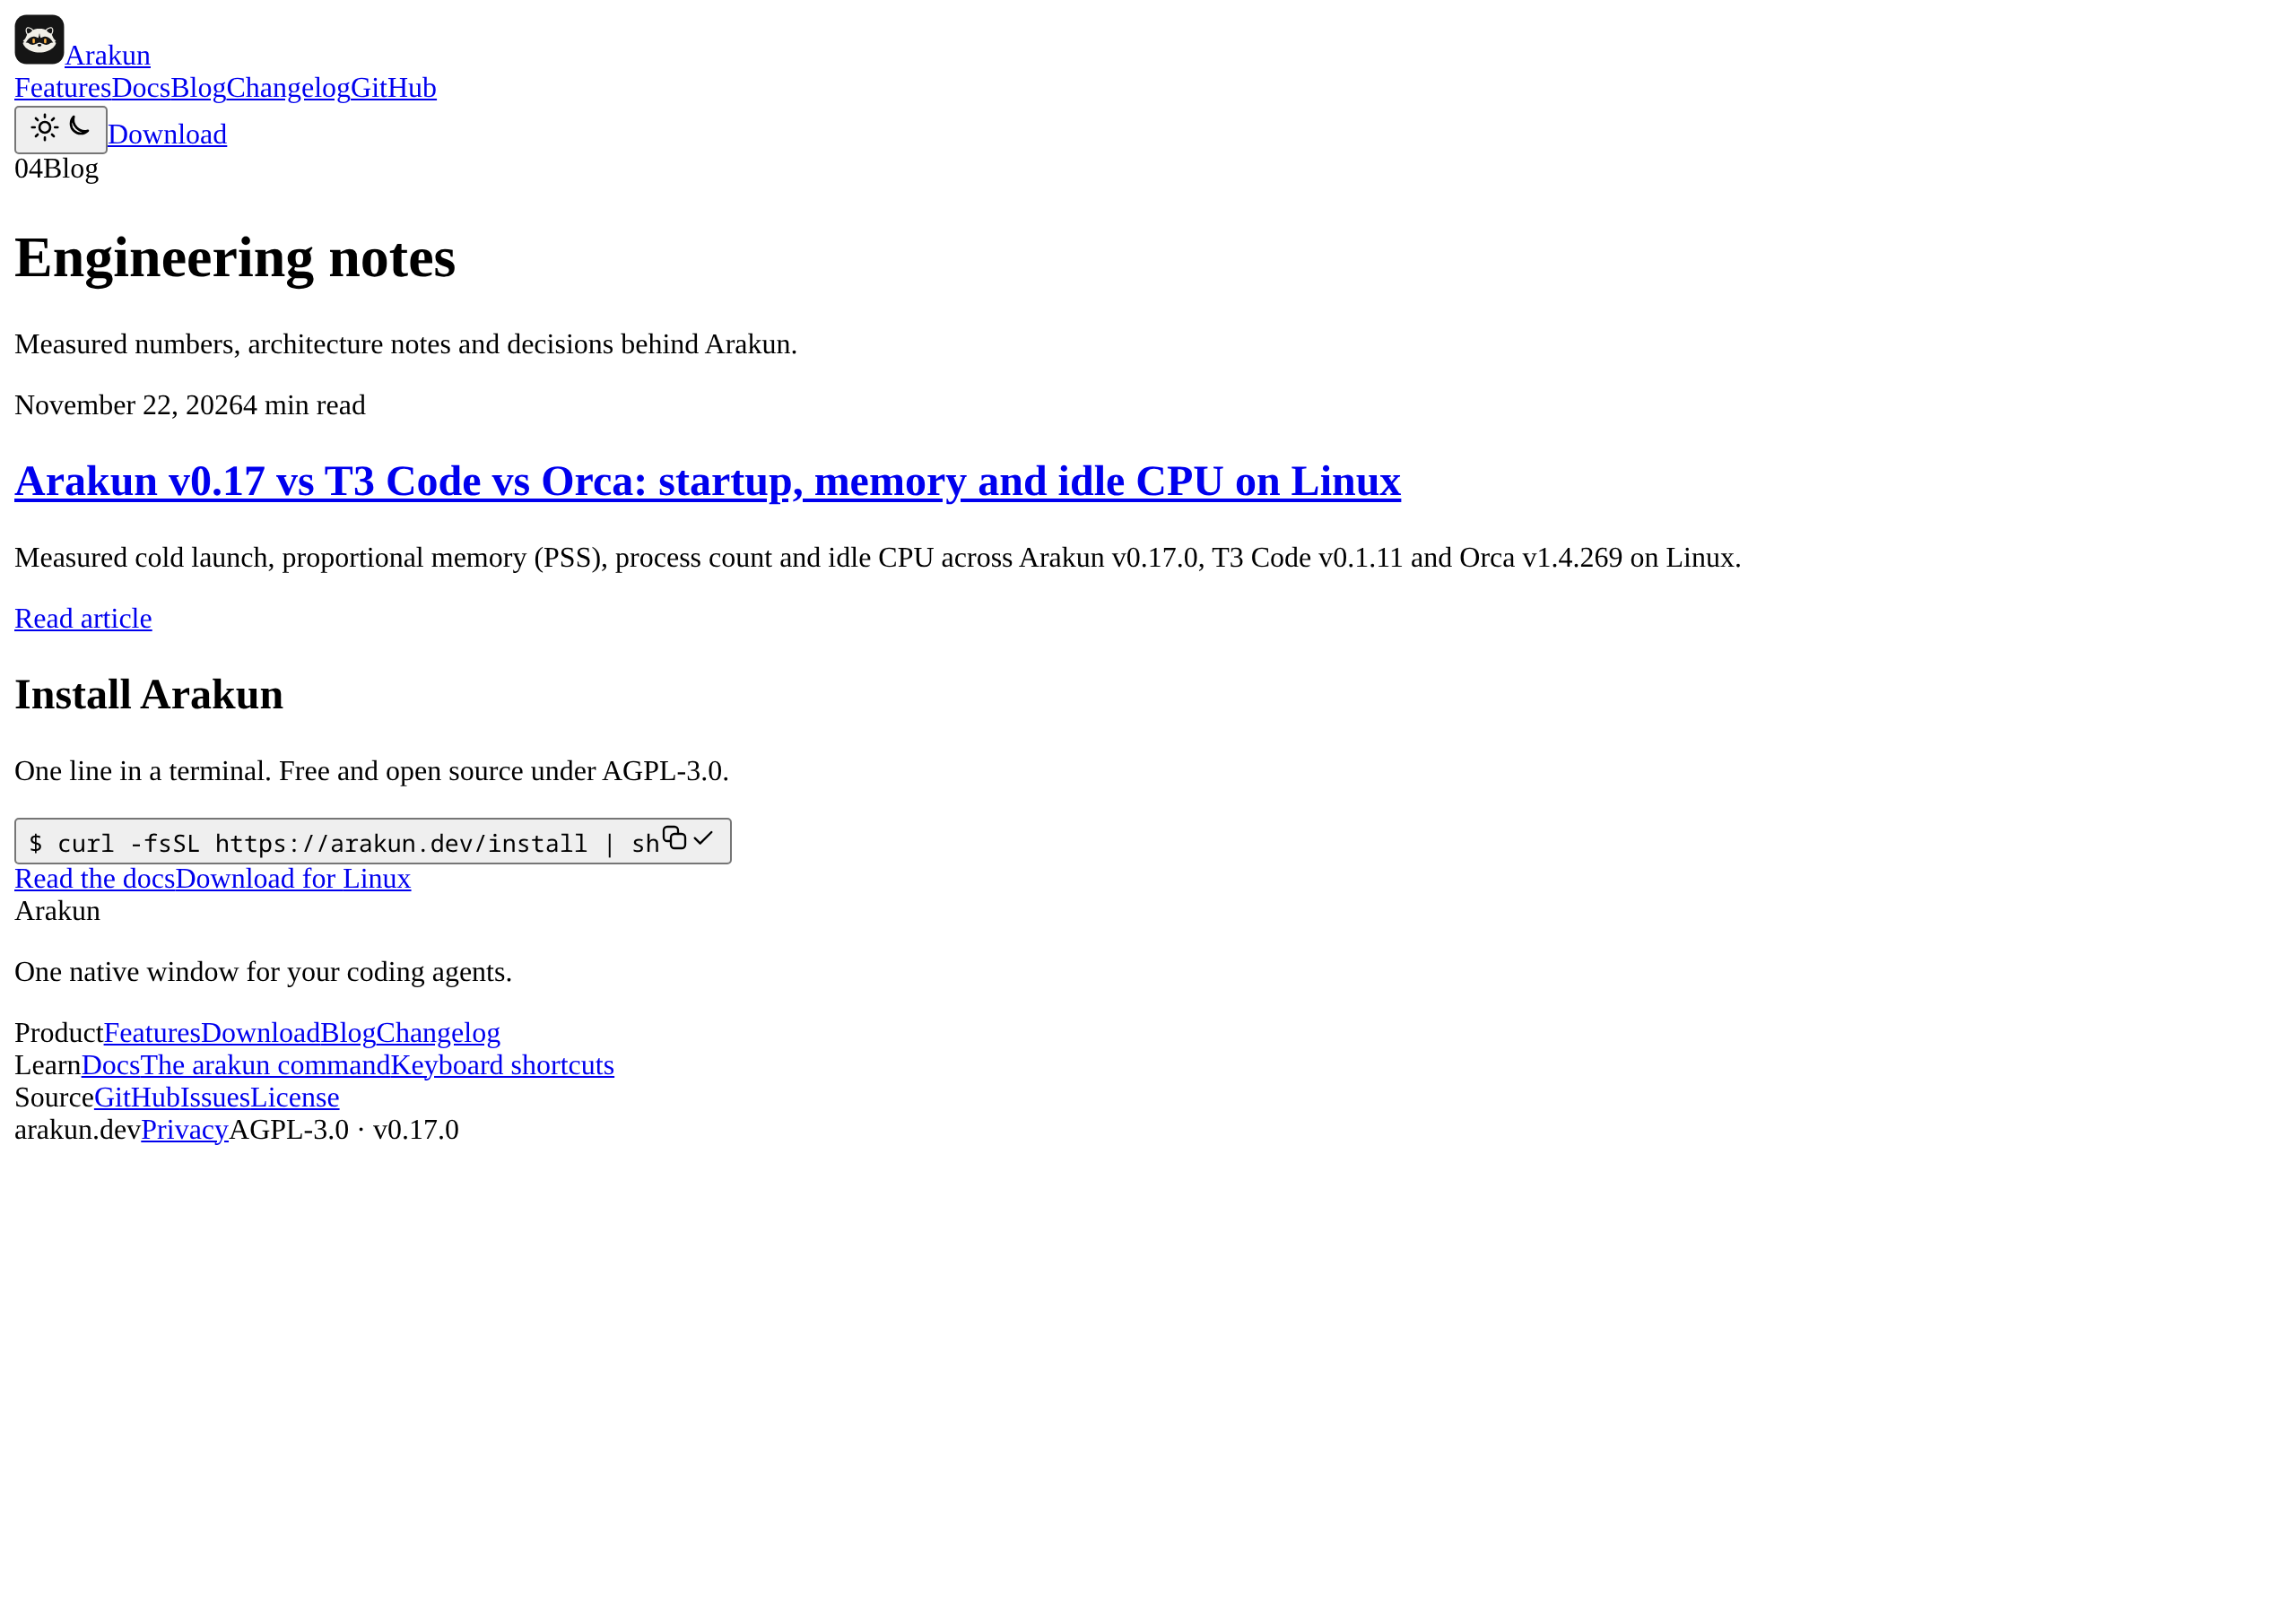 Arakun
FeaturesDocsBlogChangelogGitHub
Download
04Blog
Engineering notes
Measured numbers, architecture notes and decisions behind Arakun.
November 22, 20264 min read
Arakun v0.17 vs T3 Code vs Orca: startup, memory and idle CPU on Linux
Measured cold launch, proportional memory (PSS), process count and idle CPU across Arakun v0.17.0, T3 Code v0.1.11 and Orca v1.4.269 on Linux.
Read article
Install Arakun
One line in a terminal. Free and open source under AGPL-3.0.
$ curl -fsSL https://arakun.dev/install | sh
Read the docsDownload for Linux
Arakun
One native window for your coding agents.
ProductFeaturesDownloadBlogChangelog
LearnDocsThe arakun commandKeyboard shortcuts
SourceGitHubIssuesLicense
arakun.devPrivacyAGPL-3.0 · v0.17.0